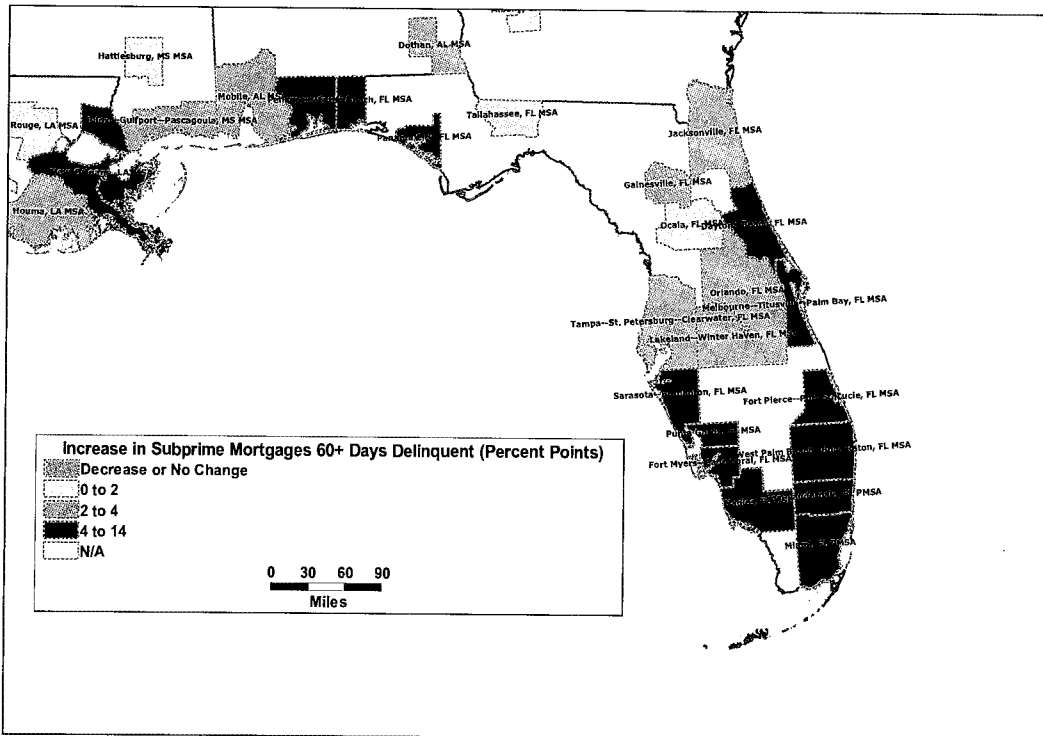 Hattiesburg, MS MSA
Dothan, AL MSA
Mobile, AL MSA
FL MSA
Rouge, LA MSA
Gulfport--Pascagoula, MS MSA
Tallahassee, FL MSA
FL MSA
Jacksonville, FL MSA
Gainesville, FL MSA
Houma, LA MSA
Ocala, FL MSA
FL MSA
Orlando, FL MSA
Melbourne--Titusville--Palm Bay, FL MSA
Tampa--St. Petersburg--Clearwater, FL MSA
Lakeland--Winter Haven, FL MSA
Sarasota--
FL MSA
Fort Pierce--
Lucie, FL MSA
MSA
West Palm
FL MSA
Fort Myers--
FL MSA
PMSA
Increase in Subprime Mortgages 60+ Days Delinquent (Percent Points)
Decrease or No Change
0 to 2
2 to 4
4 to 14
N/A
0 30 60 90
Miles